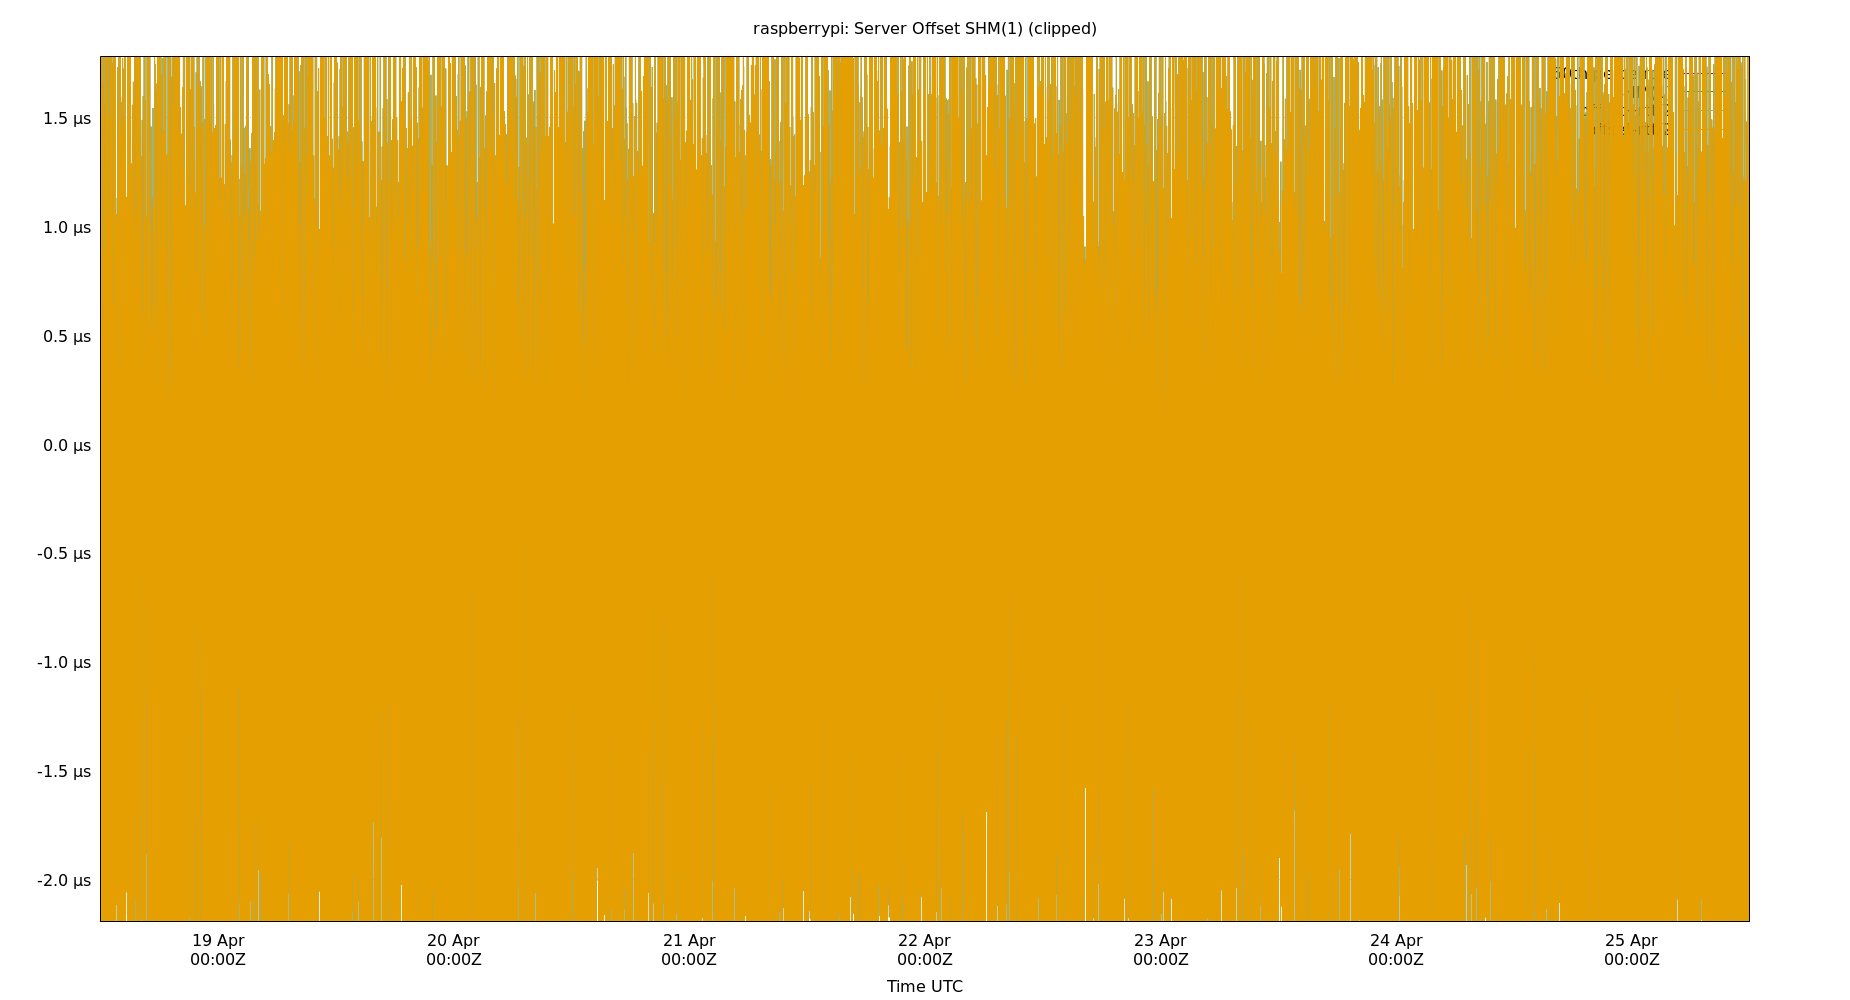 raspberrypi: Server Offset SHM(1) (clipped)
1.5 µs
1.0 µs
0.5 µs
0.0 µs
-0.5 µs
-1.0 µs
-1.5 µs
-2.0 µs
19 Apr 20 Apr 21 Apr 22 Apr 23 Apr 24 Apr 25 Apr
00:00Z 00:00Z 00:00Z 00:00Z 00:00Z 00:00Z 00:00Z
Time UTC